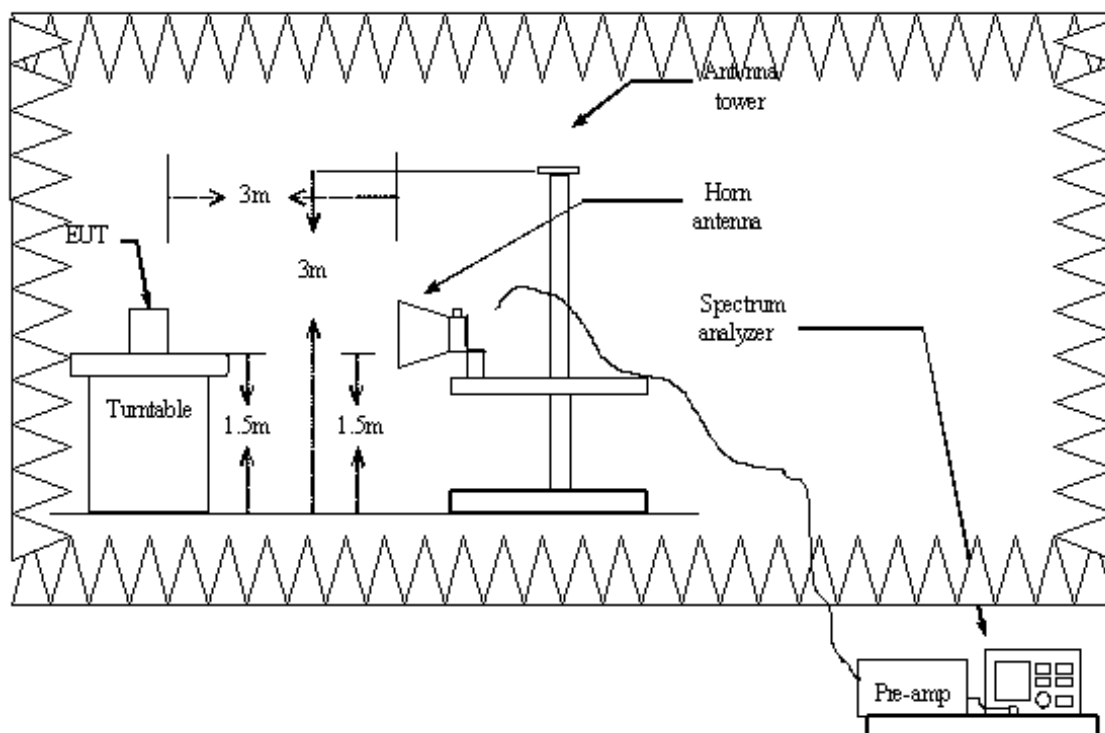 Antenna
tower
3m
Horn
antenna
EUT
3m
Spectrum
analyzer
Turntable
1.5m
1.5m
Pre-amp